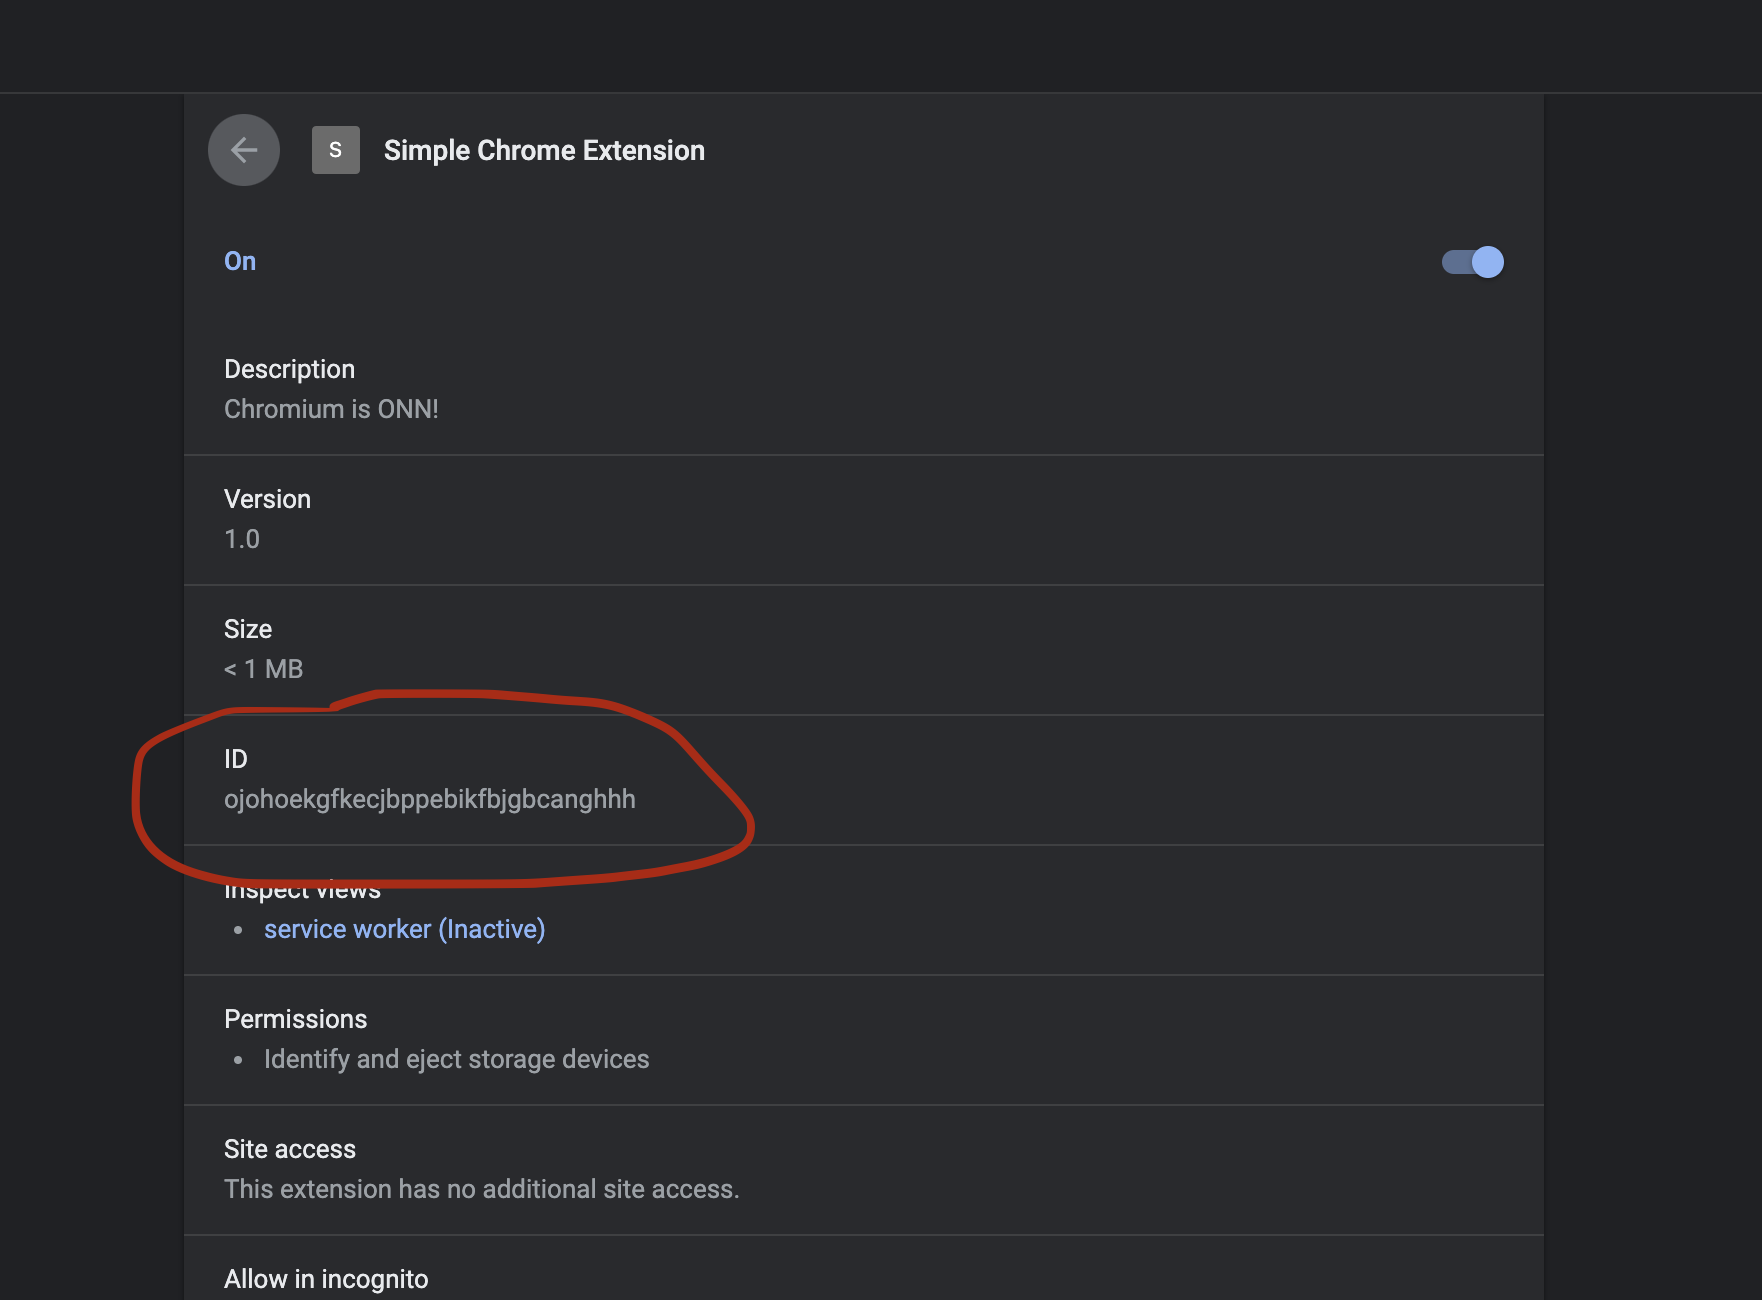 S
Simple Chrome Extension
On
Description
Chromium is ONN!
Version
1.0
Size
< 1 MB
ID
ojohoekgfkecjbppebikfbjgbcanghhh
Inspect views
service worker (Inactive)
Permissions
Identify and eject storage devices
Site access
This extension has no additional site access.
Allow in incognito